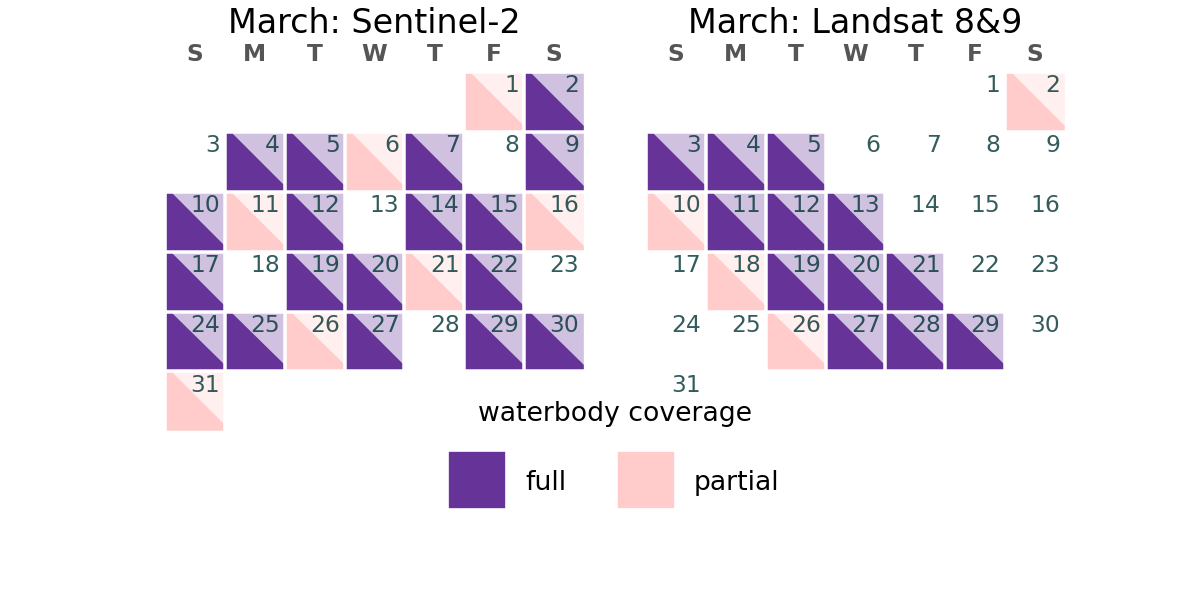 March: Sentinel-2
S M T W T F S
1 2
3 4 5 6 7 8 9
10 11 12 13 14 15 16
17 18 19 20 21 22 23
24 25 26 27 28 29 30
31
March: Landsat 8&9
S M T W T F S
1 2
3 4 5 6 7 8 9
10 11 12 13 14 15 16
17 18 19 20 21 22 23
24 25 26 27 28 29 30
31
waterbody coverage
full partial